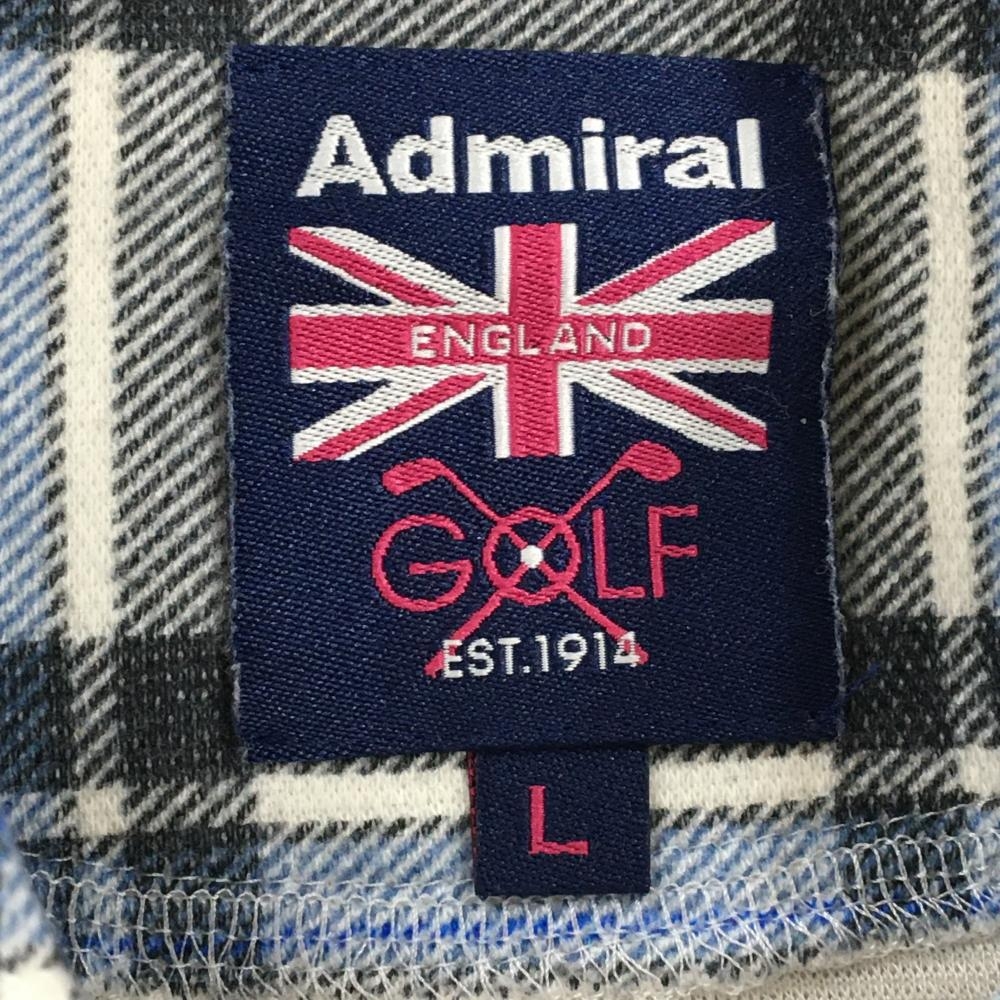 Admiral
ENGLAND
GOLF
EST.1914
L